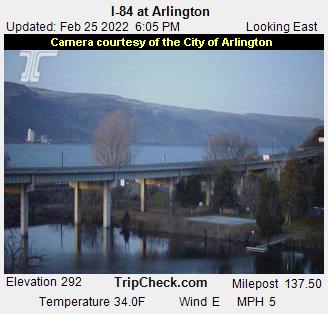 I-84 at Arlington
Updated: Feb 25 2022 6:05 PM Looking East
Camera courtesy of the City of Arlington
Elevation 292 TripCheck.com Milepost 137.50
Temperature 34.0F Wind E MPH 5